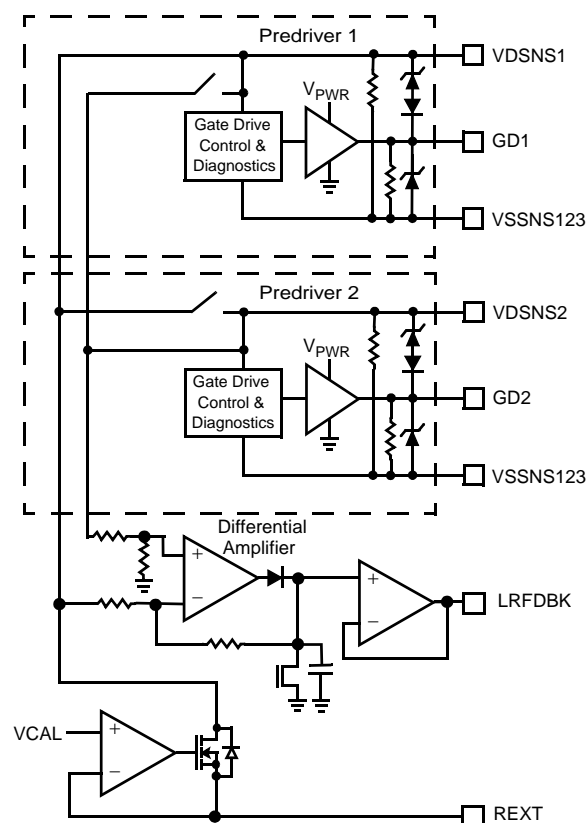 Predriver 1
VDSNS1
VPWR
Gate Drive
Control &
Diagnostics
GD1
VSSNS123
Predriver 2
VDSNS2
VPWR
Gate Drive
Control &
Diagnostics
GD2
VSSNS123
Differential
Amplifier
+
−
+
−
LRFDBK
VCAL
+
−
REXT